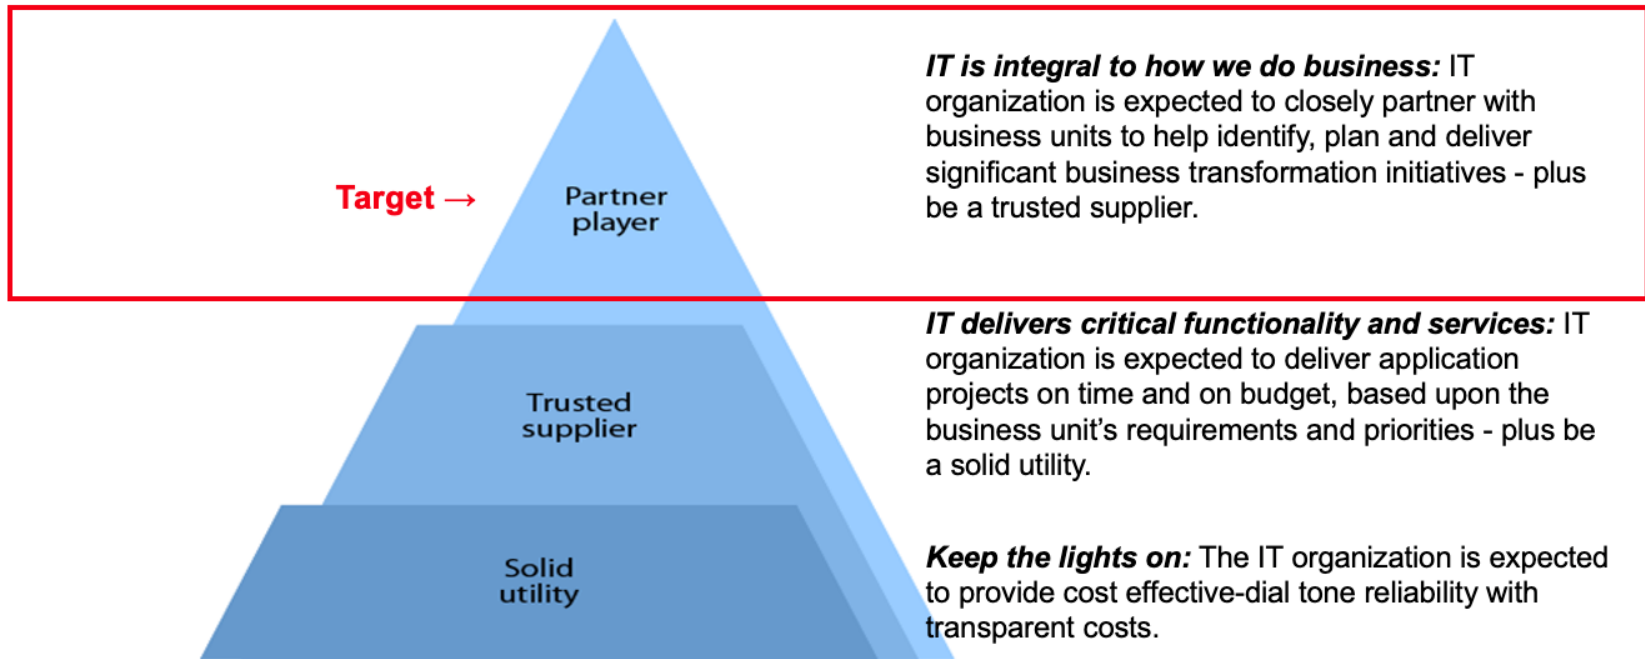 IT is integral to how we do business: IT
organization is expected to closely partner with
business units to help identify, plan and deliver
significant business transformation initiatives - plus
be a trusted supplier.
Target →
Partner
player
IT delivers critical functionality and services: IT
organization is expected to deliver application
projects on time and on budget, based upon the
business unit’s requirements and priorities - plus be
a solid utility.
Trusted
supplier
Keep the lights on: The IT organization is expected
to provide cost effective-dial tone reliability with
transparent costs.
Solid
utility